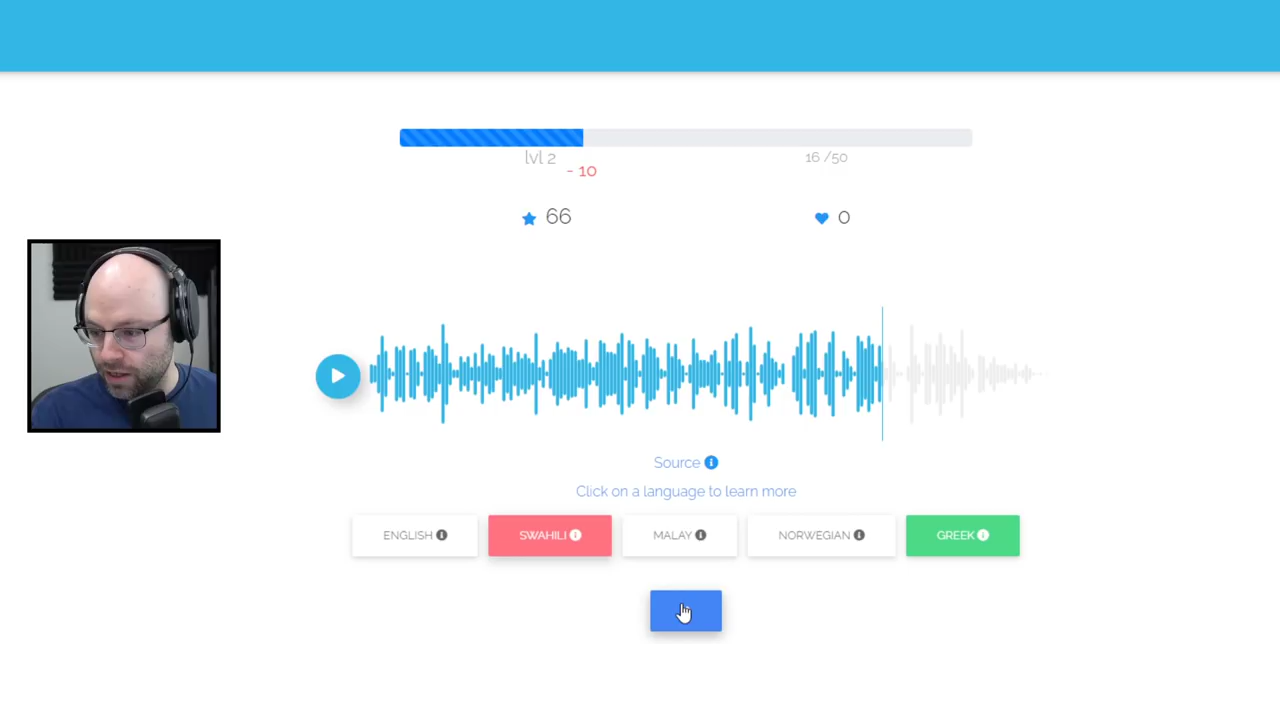 lvl 2
16 /50
- 10
66
0
Source
Click on a language to learn more
ENGLISH
SWAHILI
MALAY
NORWEGIAN
GREEK